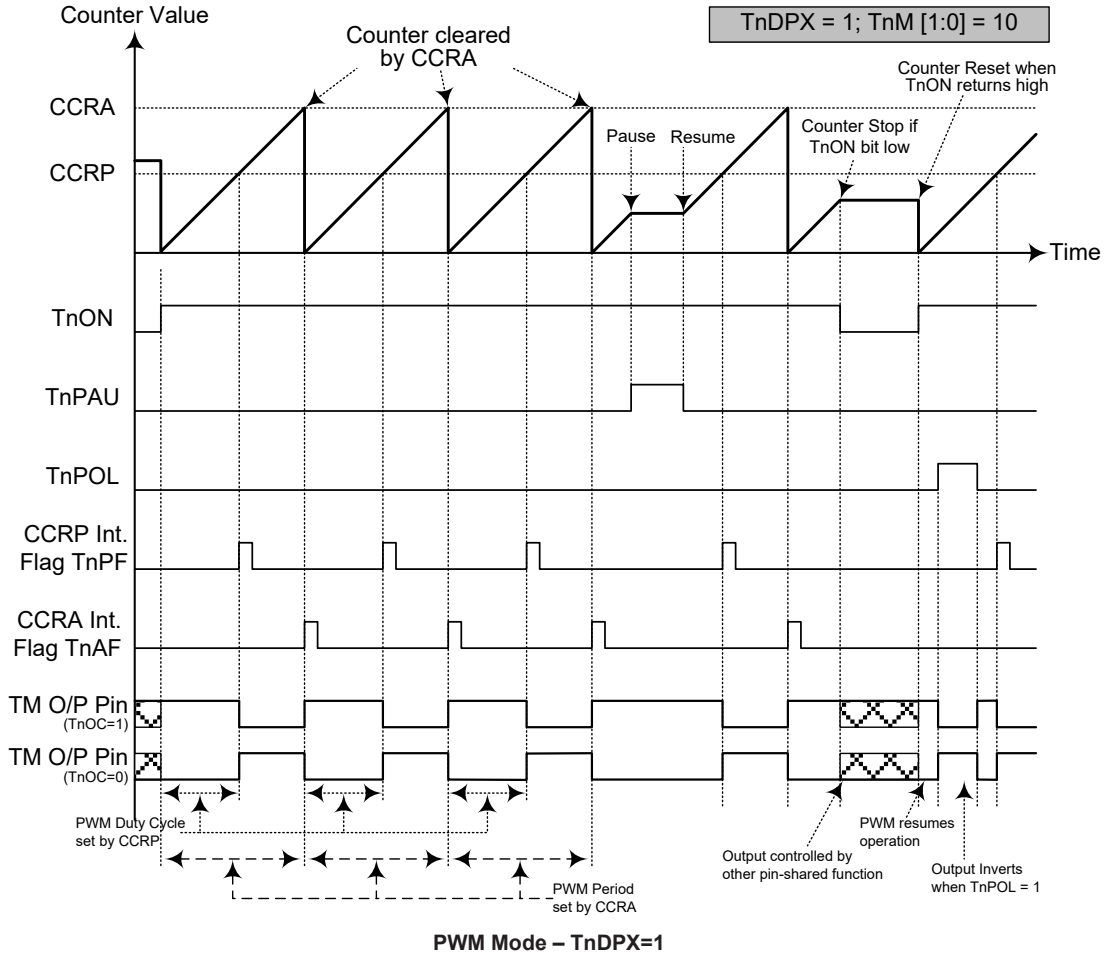 Counter Value
TnDPX = 1; TnM [1:0] = 10
Counter cleared
by CCRA
Counter Reset when
TnON returns high
CCRA
Counter Stop if
TnON bit low
Pause
Resume
CCRP
Time
TnON
TnPAU
TnPOL
CCRP Int.
Flag TnPF
CCRA Int.
Flag TnAF
TM O/P Pin
(TnOC=1)
TM O/P Pin
(TnOC=0)
PWM Duty Cycle
set by CCRP
PWM resumes
operation
Output controlled by
other pin-shared function
Output Inverts
when TnPOL = 1
PWM Period
set by CCRA
PWM Mode – TnDPX=1